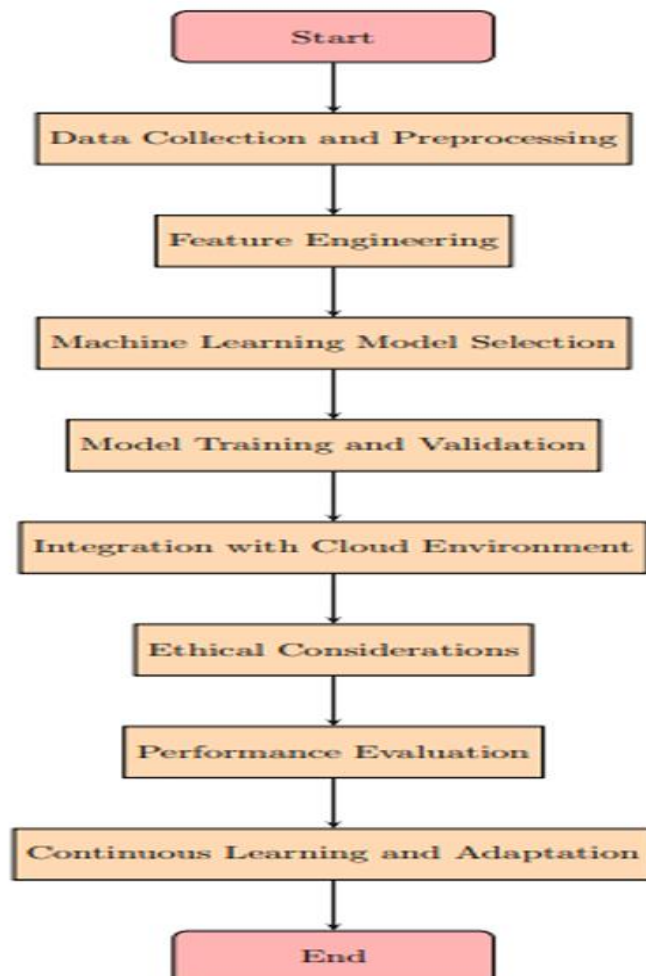 Start
Data Collection and Preprocessing
Feature Engineering
Machine Learning Model Selection
Model Training and Validation
Integration with Cloud Environment
Ethical Considerations
Performance Evaluation
Continuous Learning and Adaptation
End